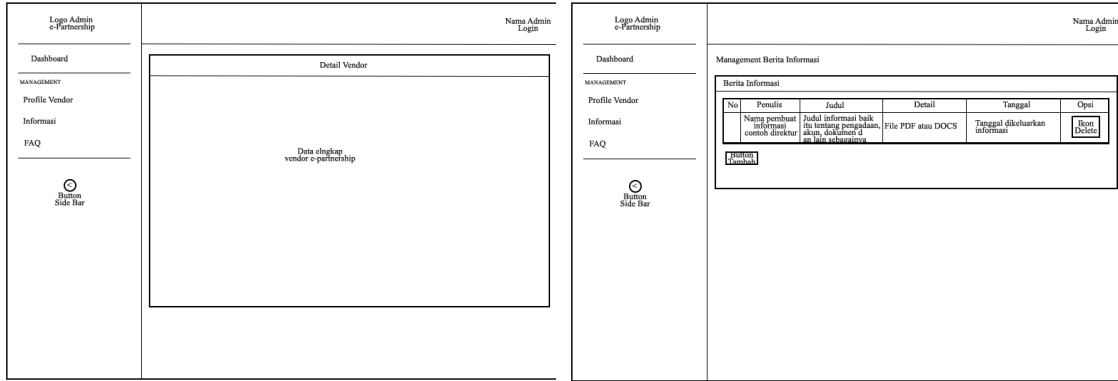 Logo Admin
e-Partnership
Nama Admin
Login
Dashboard
MANAGEMENT
Profile Vendor
Informasi
FAQ
<
Button
Side Bar
Detail Vendor
Data elngkap
vendor e-partnership
Logo Admin
e-Partnership
Nama Admin
Login
Dashboard
MANAGEMENT
Profile Vendor
Informasi
FAQ
<
Button
Side Bar
Management Berita Informasi
Berita Informasi
No Penulis Judul Detail Tanggal Opsi
Nama pembuat
informasi
contoh direktur
Judul informasi baik
itu tentang pengadaan,
akun, dokumen d
an lain sebagainya
File PDF atau DOCS
Tanggal dikeluarkan
informasi
Ikon
Delete
Button
Tambah